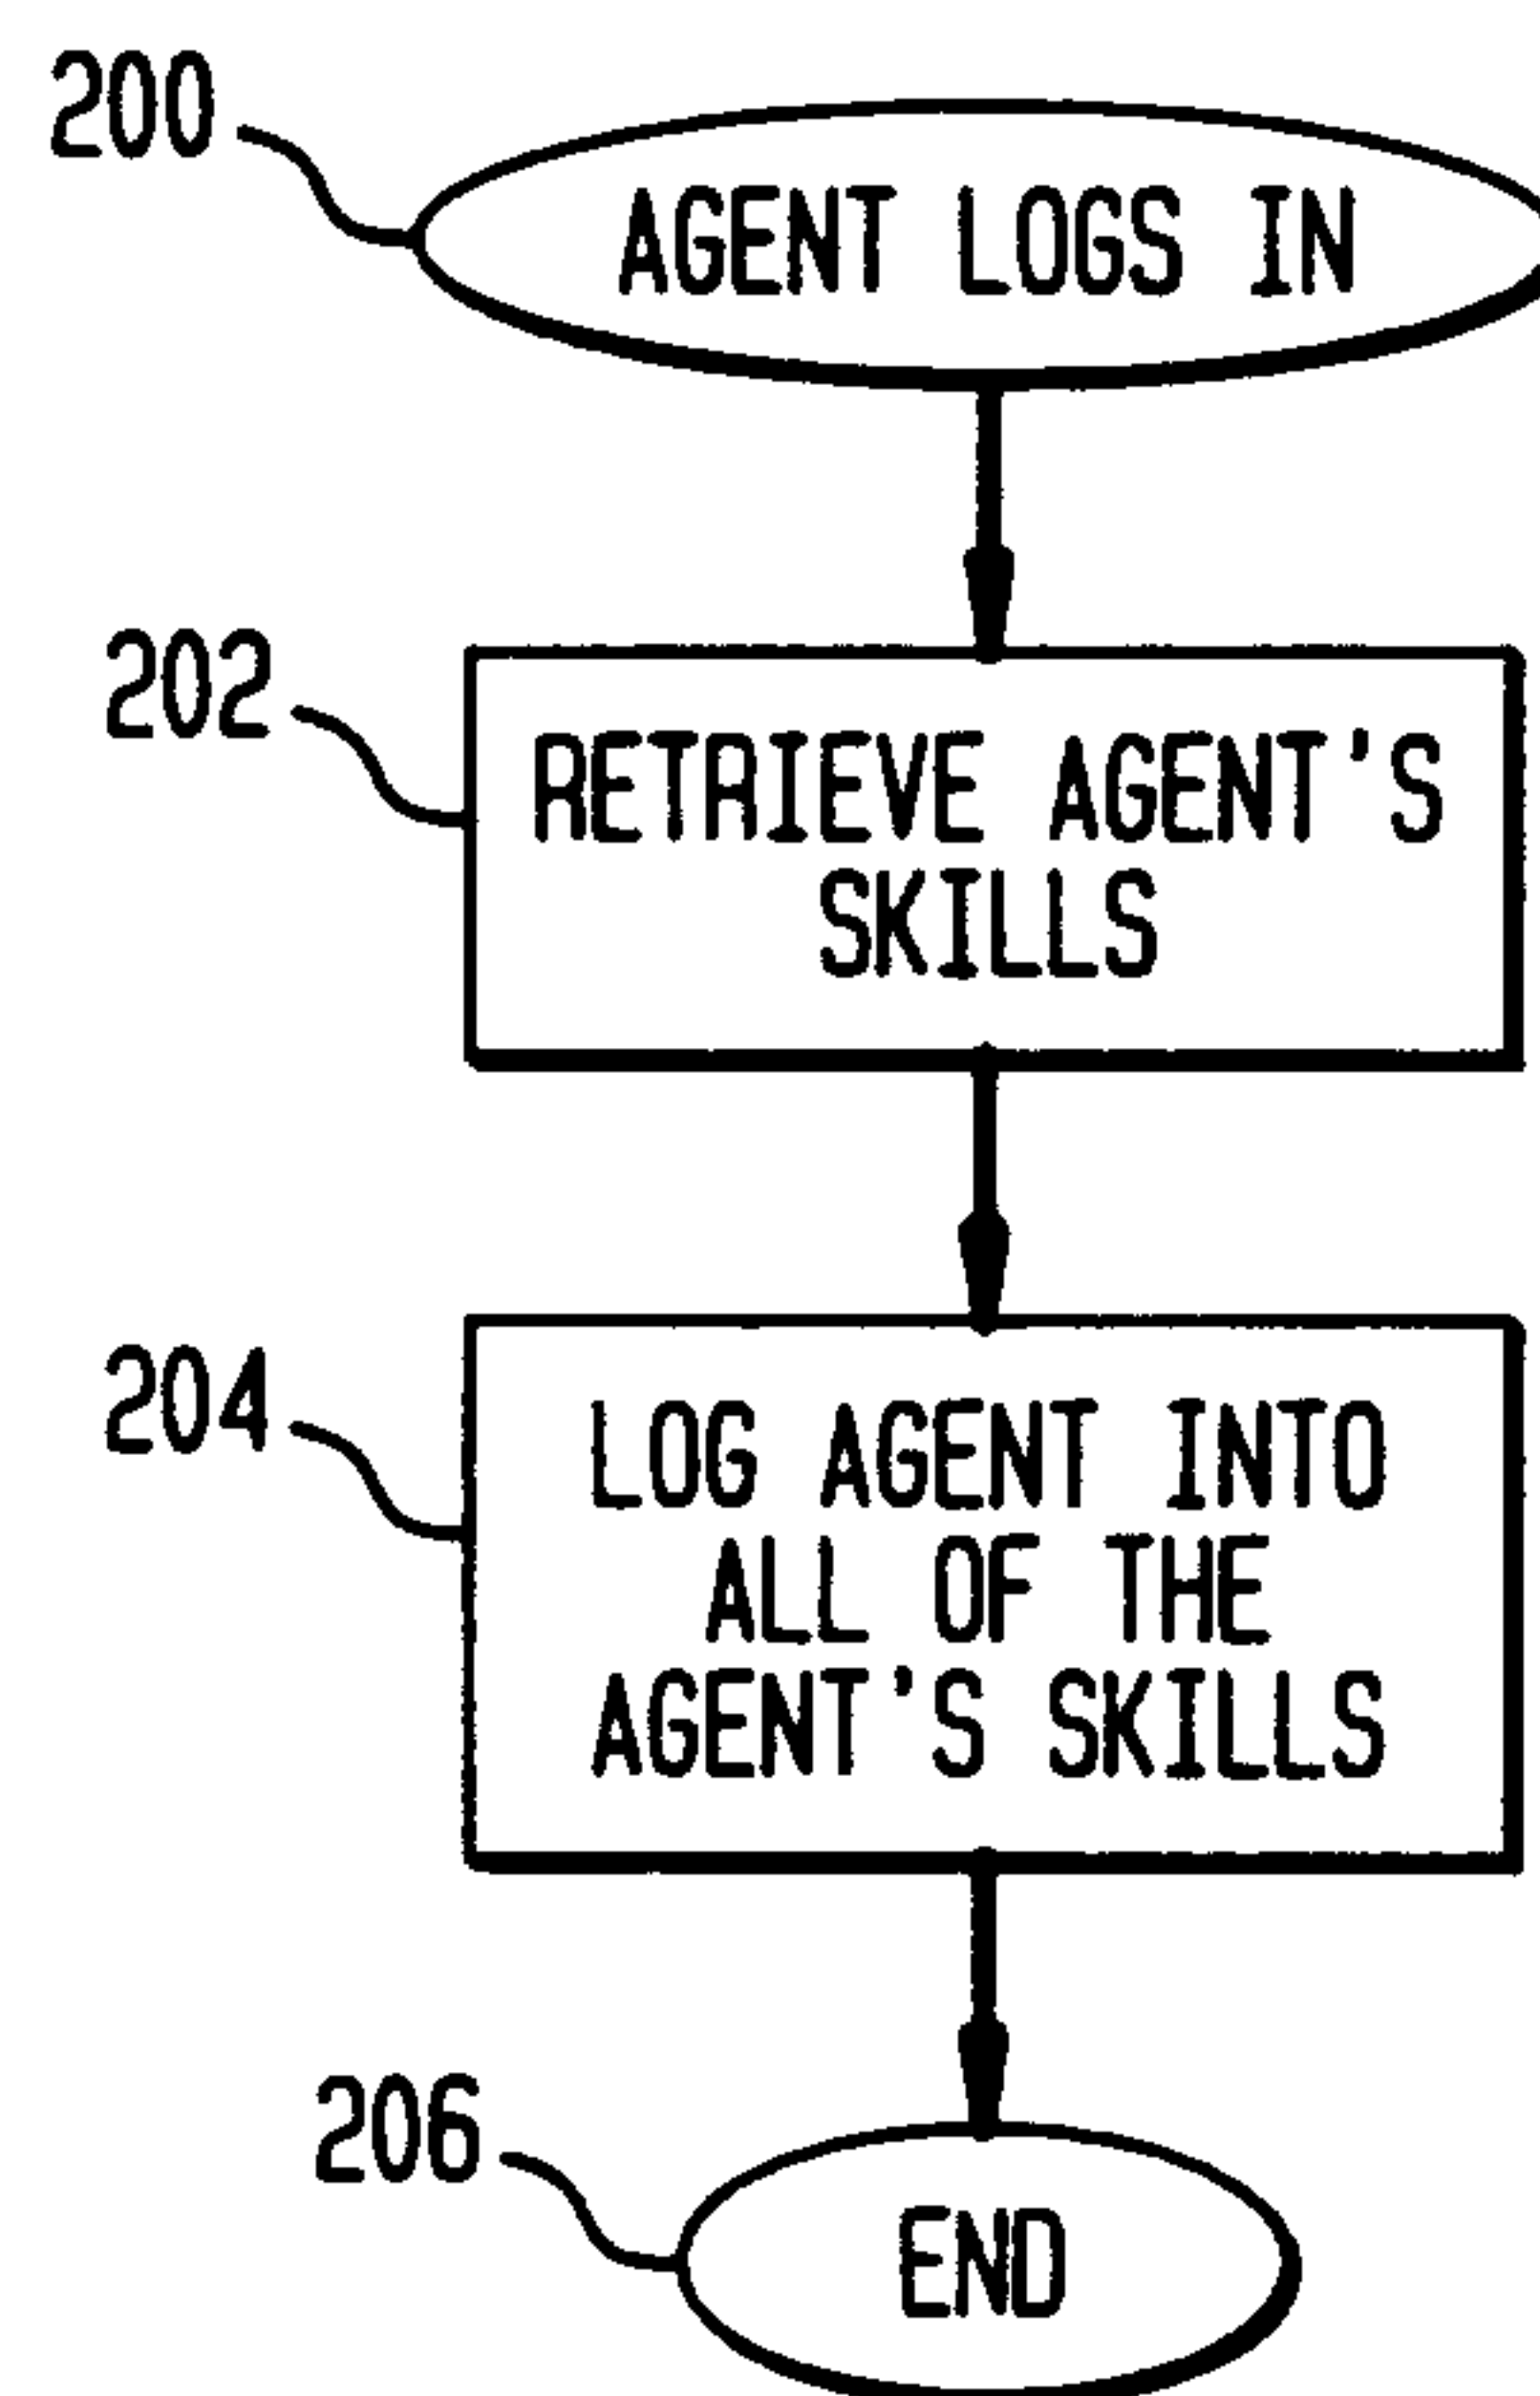 200
AGENT LOGS IN
202
RETRIEVE AGENT'S
SKILLS
204
LOG AGENT INTO
ALL OF THE
AGENT'S SKILLS
206
END